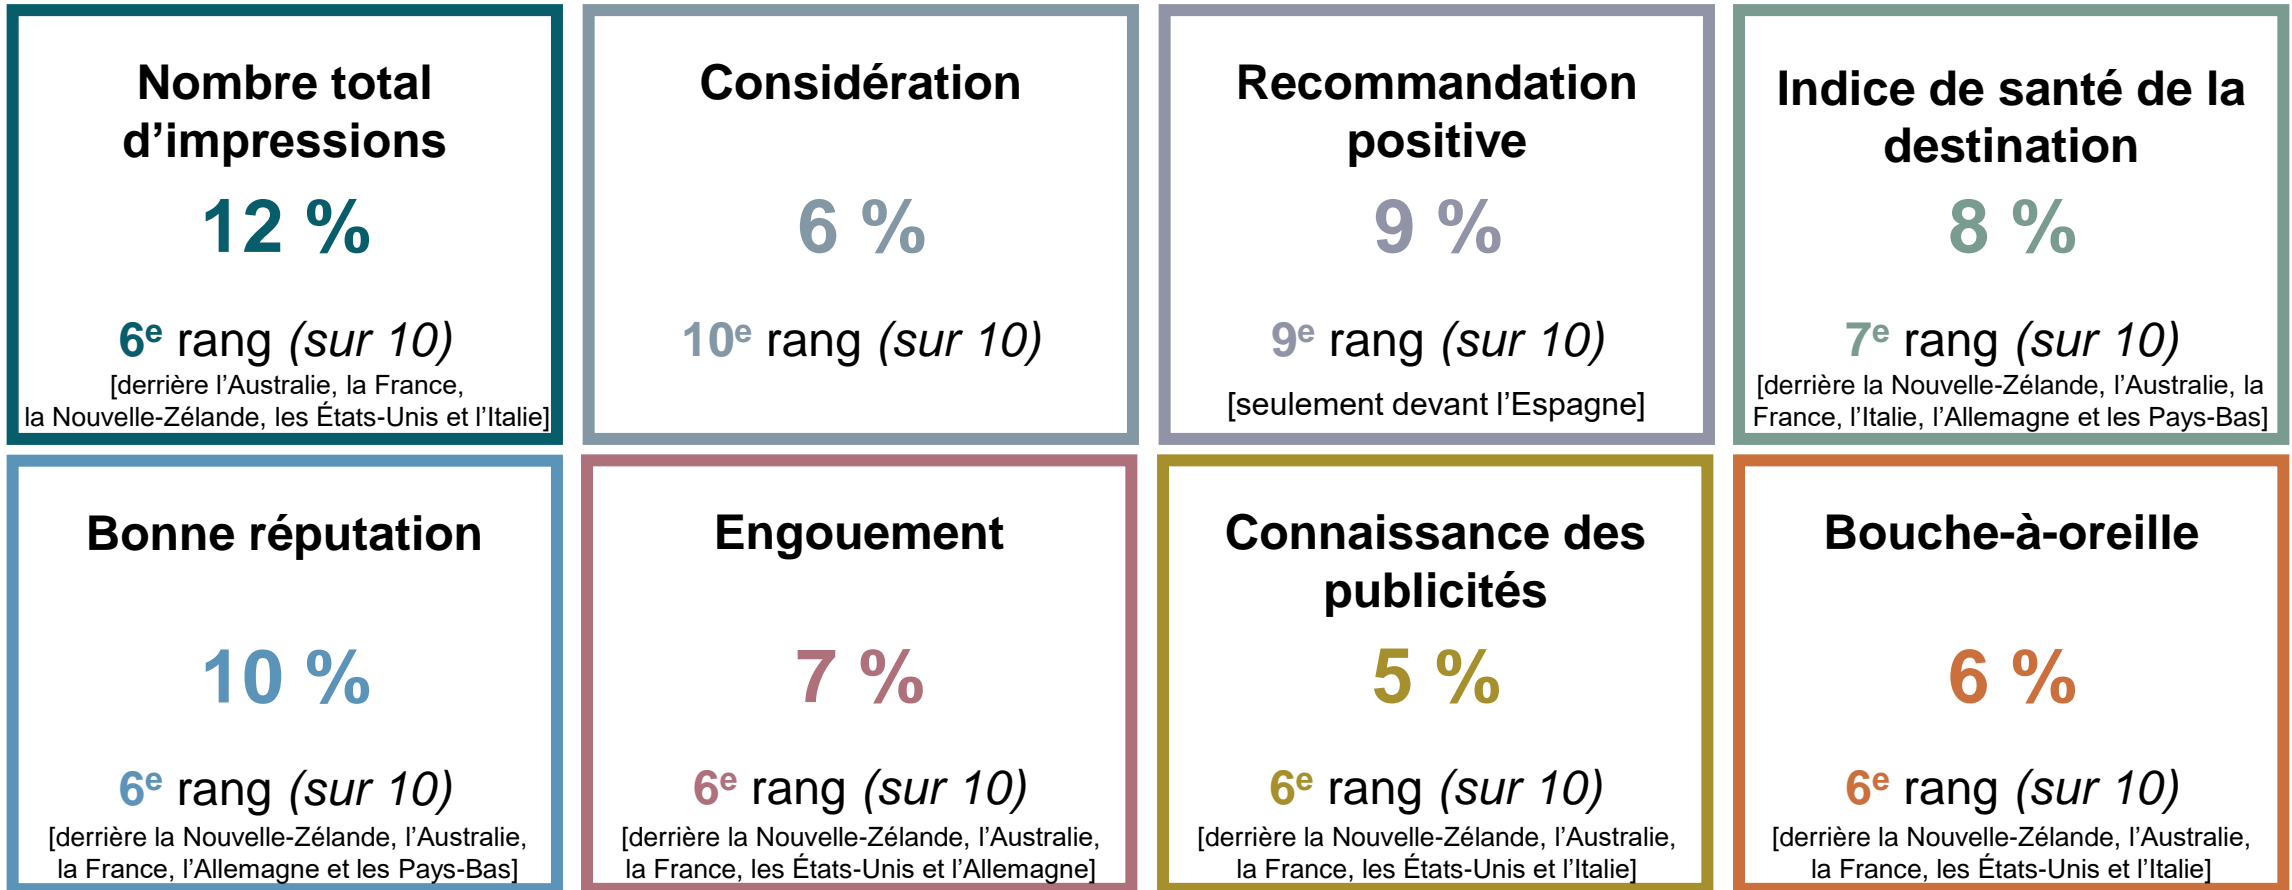 Nombre total
d’impressions
12 %
6e rang (sur 10)
[derrière l’Australie, la France,
la Nouvelle-Zélande, les États-Unis et l’Italie]
Considération
6 %
10e rang (sur 10)
Recommandation
positive
9 %
9e rang (sur 10)
[seulement devant l’Espagne]
Indice de santé de la
destination
8 %
7e rang (sur 10)
[derrière la Nouvelle-Zélande, l’Australie, la
France, l’Italie, l’Allemagne et les Pays-Bas]
Bonne réputation
10 %
6e rang (sur 10)
[derrière la Nouvelle-Zélande, l’Australie,
la France, l’Allemagne et les Pays-Bas]
Engouement
7 %
6e rang (sur 10)
[derrière la Nouvelle-Zélande, l’Australie,
la France, les États-Unis et l’Allemagne]
Connaissance des
publicités
5 %
6e rang (sur 10)
[derrière la Nouvelle-Zélande, l’Australie,
la France, les États-Unis et l’Italie]
Bouche-à-oreille
6 %
6e rang (sur 10)
[derrière la Nouvelle-Zélande, l’Australie,
la France, les États-Unis et l’Italie]